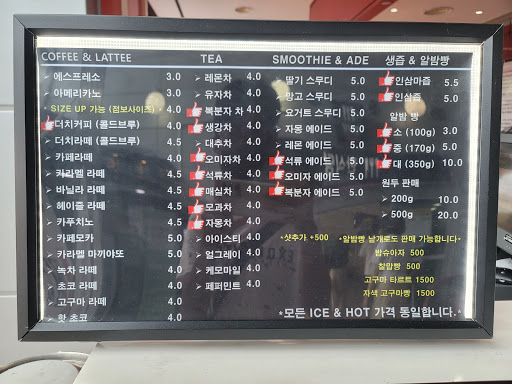 COFFEE & LATTEE
에스프레소 3.0
아메리카노 3.0
* SIZE UP 가능 (점보사이즈) * 4.0
더치커피 (콜드브루) 4.0
더치라떼 (콜드브루) 4.5
카페라떼 4.0
카라멜 라떼 4.5
바닐라 라떼 4.5
헤이즐 라떼 4.5
카푸치노 4.5
카페모카 5.0
카라멜 마끼아또 5.0
녹차 라떼 4.0
초코 라떼 4.0
고구마 라떼 4.0
핫 초코 4.0
TEA
레몬차 4.0
유자차 4.0
복분자 차 4.0
생강차 4.0
대추차 4.0
오미자차 4.0
석류차 4.0
매실차 4.0
모과차 4.0
자몽차 4.0
아이스티 4.0
얼그레이 4.0
케모마일 4.0
페퍼민트 4.0
SMOOTHIE & ADE
딸기 스무디 5.0
망고 스무디 5.0
요거트 스무디 5.0
자몽 에이드 5.0
레몬 에이드 5.0
석류 에이드 5.0
오미자 에이드 5.0
복분자 에이드 5.0
*샷추가 +500
생즙 & 알밤빵
인삼마즙 5.5
인삼즙 5.0
알밤 빵
소 (100g) 3.0
중 (170g) 5.0
대 (350g) 10.0
원두 판매
200g 10.0
500g 20.0
*알밤빵 낱개로도 판매 가능합니다*
밤슈아자 500
찰압빵 500
고구마 타르트 1500
자색 고구마빵 1500
*모든 ICE & HOT 가격 동일합니다.*